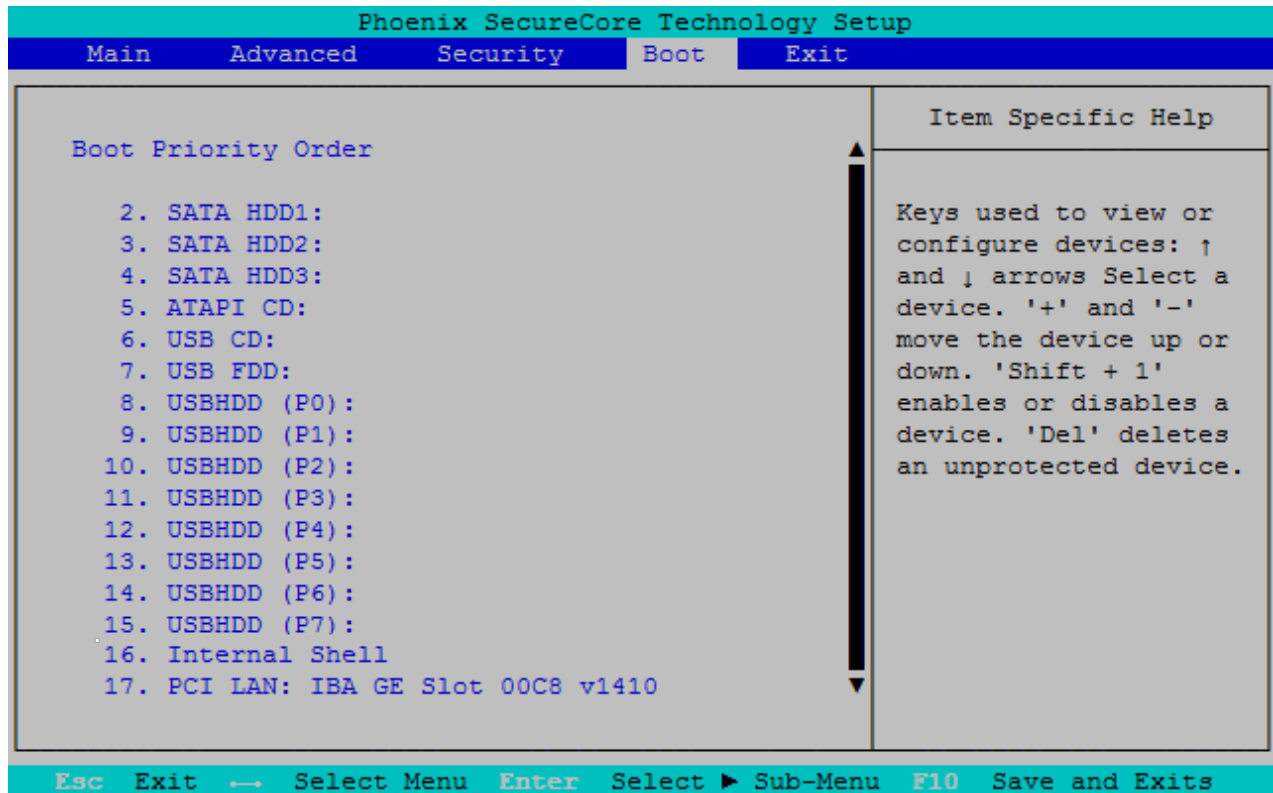 Phoenix SecureCore Technology Setup
Main Advanced Security Boot Exit
Boot Priority Order
2. SATA HDD1:
3. SATA HDD2:
4. SATA HDD3:
5. ATAPI CD:
6. USB CD:
7. USB FDD:
8. USBHDD (P0):
9. USBHDD (P1):
10. USBHDD (P2):
11. USBHDD (P3):
12. USBHDD (P4):
13. USBHDD (P5):
14. USBHDD (P6):
15. USBHDD (P7):
16. Internal Shell
17. PCI LAN: IBA GE Slot 00C8 v1410
Item Specific Help
Keys used to view or
configure devices: ↑
and ↓ arrows Select a
device. '+' and '-'
move the device up or
down. 'Shift + 1'
enables or disables a
device. 'Del' deletes
an unprotected device.
Esc Exit ↔ Select Menu Enter Select ► Sub-Menu F10 Save and Exits